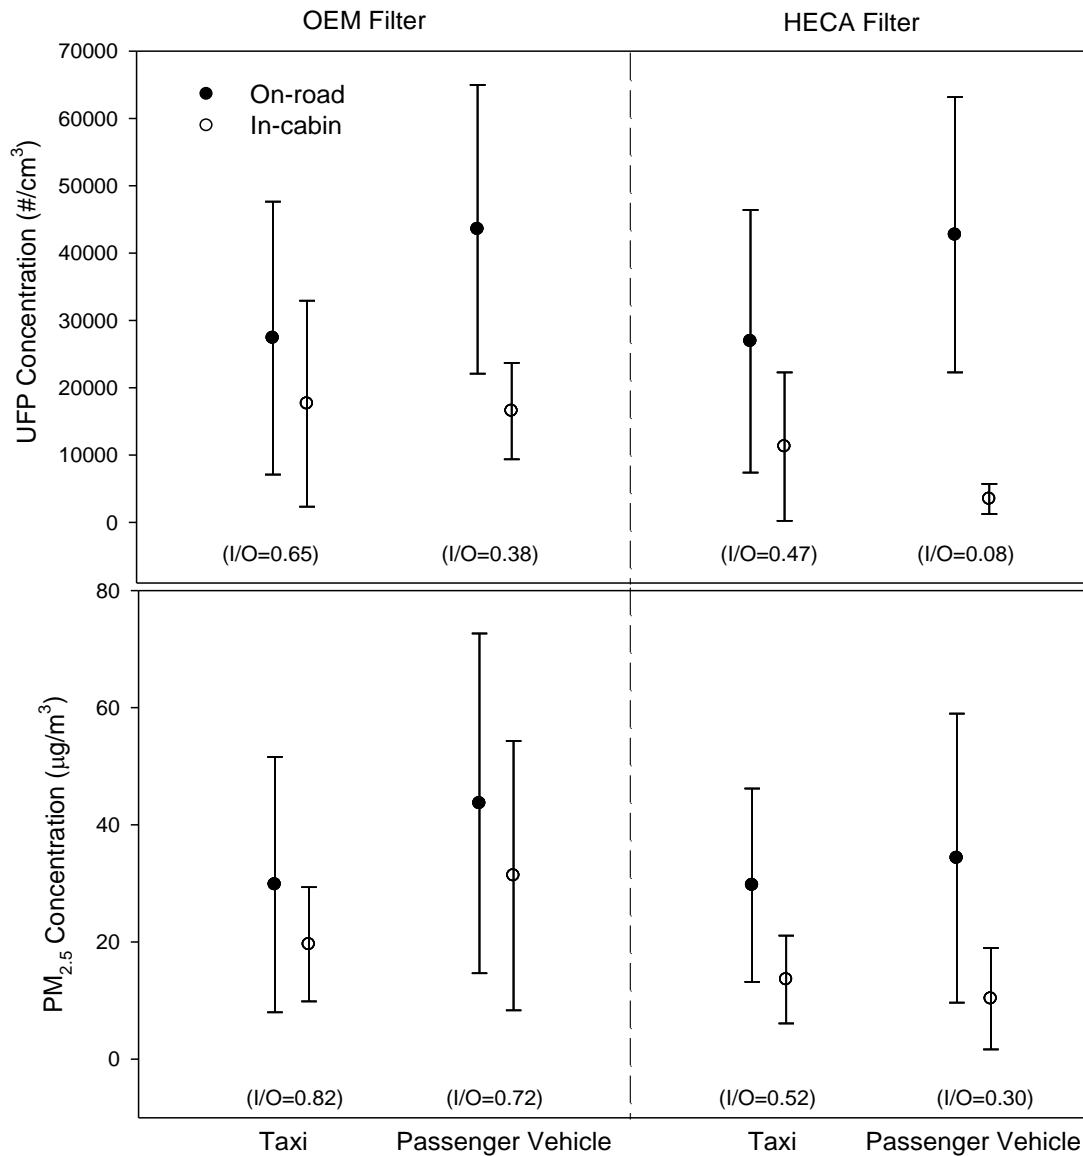 OEM Filter
HECA Filter
UFP Concentration (#/cm³)
70000
60000
50000
40000
30000
20000
10000
0
On-road
In-cabin
(I/O=0.65)
(I/O=0.38)
(I/O=0.47)
(I/O=0.08)
PM₂.₅ Concentration (μg/m³)
80
60
40
20
0
(I/O=0.82)
(I/O=0.72)
(I/O=0.52)
(I/O=0.30)
Taxi
Passenger Vehicle
Taxi
Passenger Vehicle